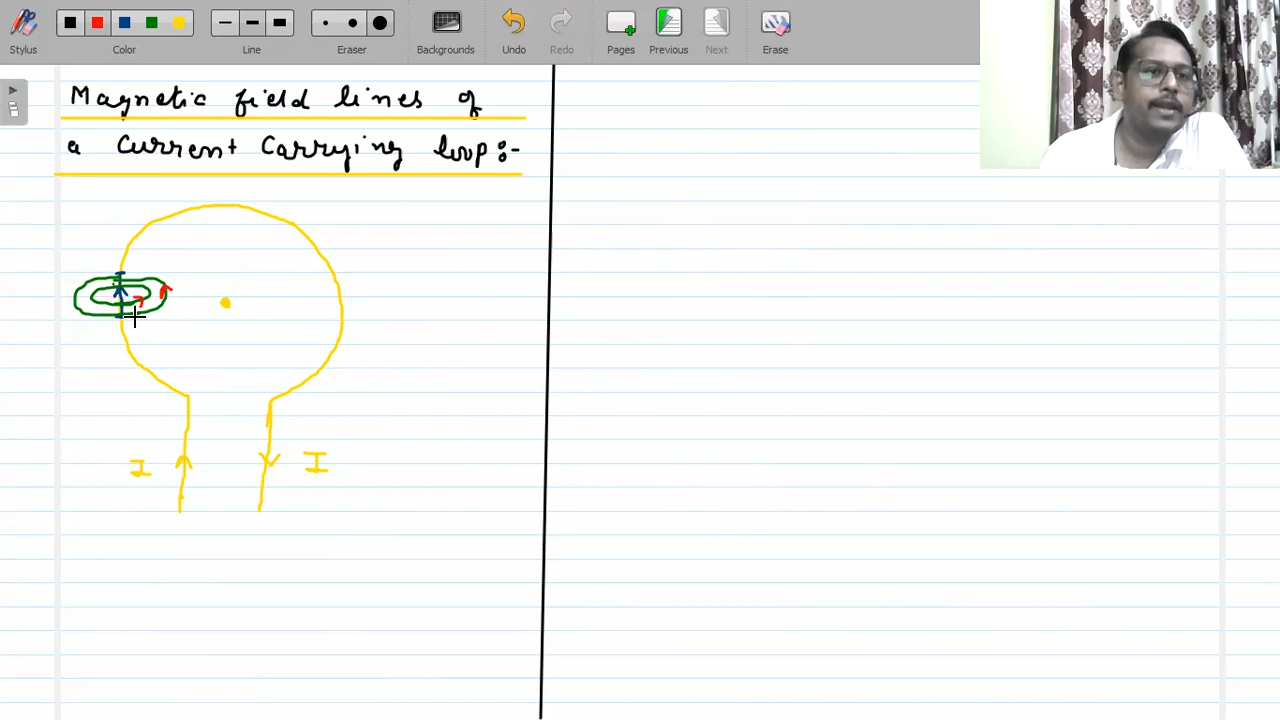 Stylus
Color
Line
Eraser
Backgrounds
Undo
Redo
Pages
Previous
Next
Erase
Magnetic field lines of
a Current Carrying loop:-
I
I